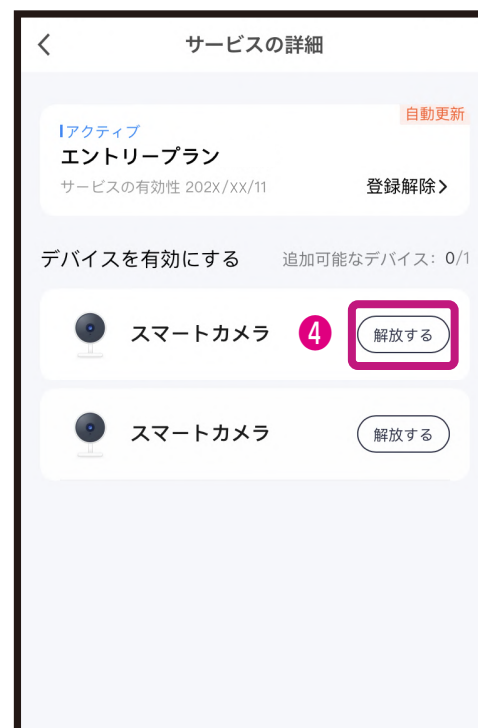 サービスの詳細
自動更新
アクティブ
エントリープラン
サービスの有効性 202X/xx/11
登録解除
デバイスを有効にする 追加可能なデバイス: 0/1
スマートカメラ ❹ 解放する
スマートカメラ 解放する